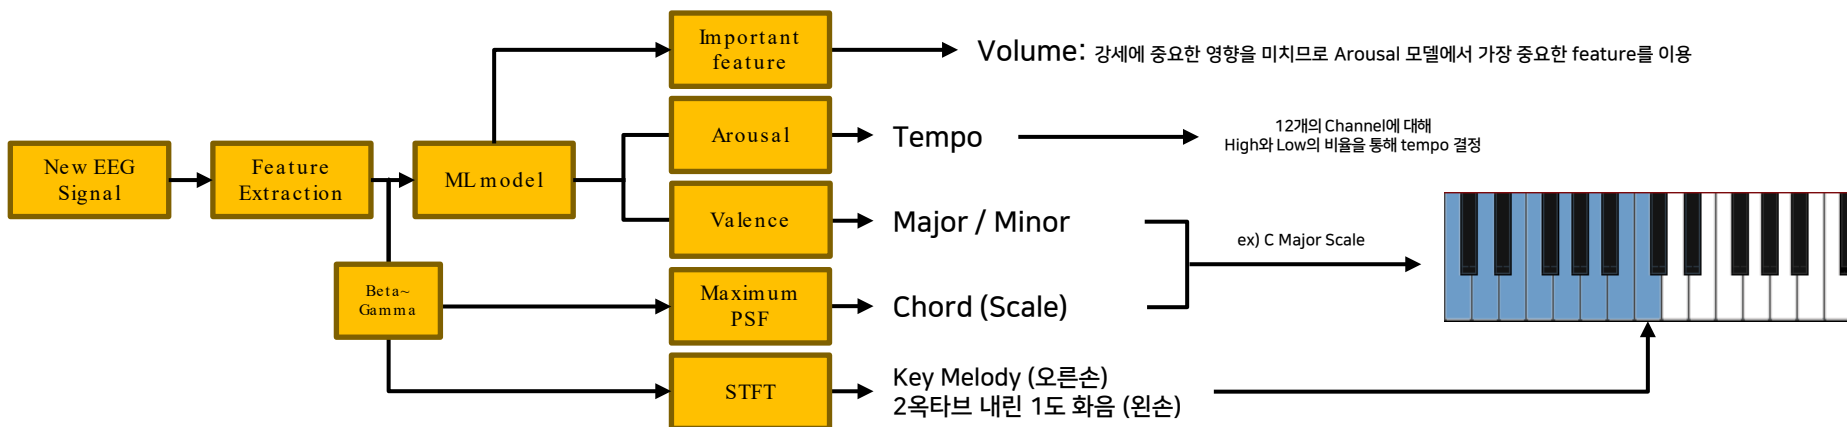 New EEG
Signal
Feature
Extraction
ML model
Beta~
Gamma
Important
feature
Volume: 강세에 중요한 영향을 미치므로 Arousal 모델에서 가장 중요한 feature를 이용
Arousal
Tempo
12개의 Channel에 대해
High와 Low의 비율을 통해 tempo 결정
Valence
Major / Minor
ex) C Major Scale
Maximum
PSF
Chord (Scale)
STFT
Key Melody (오른손)
2옥타브 내린 1도 화음 (왼손)